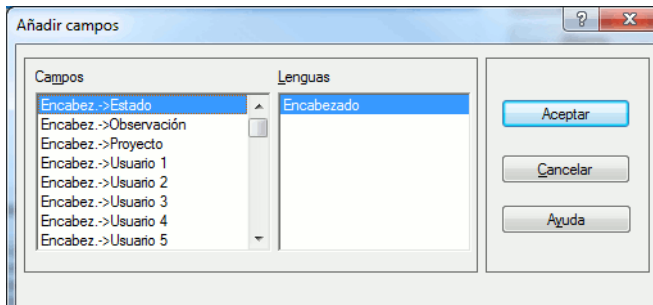 Añadir campos
Campos
Lenguas
Encabez.->Estado
Encabez.->Observación
Encabez.->Proyecto
Encabez.->Usuario 1
Encabez.->Usuario 2
Encabez.->Usuario 3
Encabez.->Usuario 4
Encabez.->Usuario 5
Encabezado
Aceptar
Cancelar
Ayuda